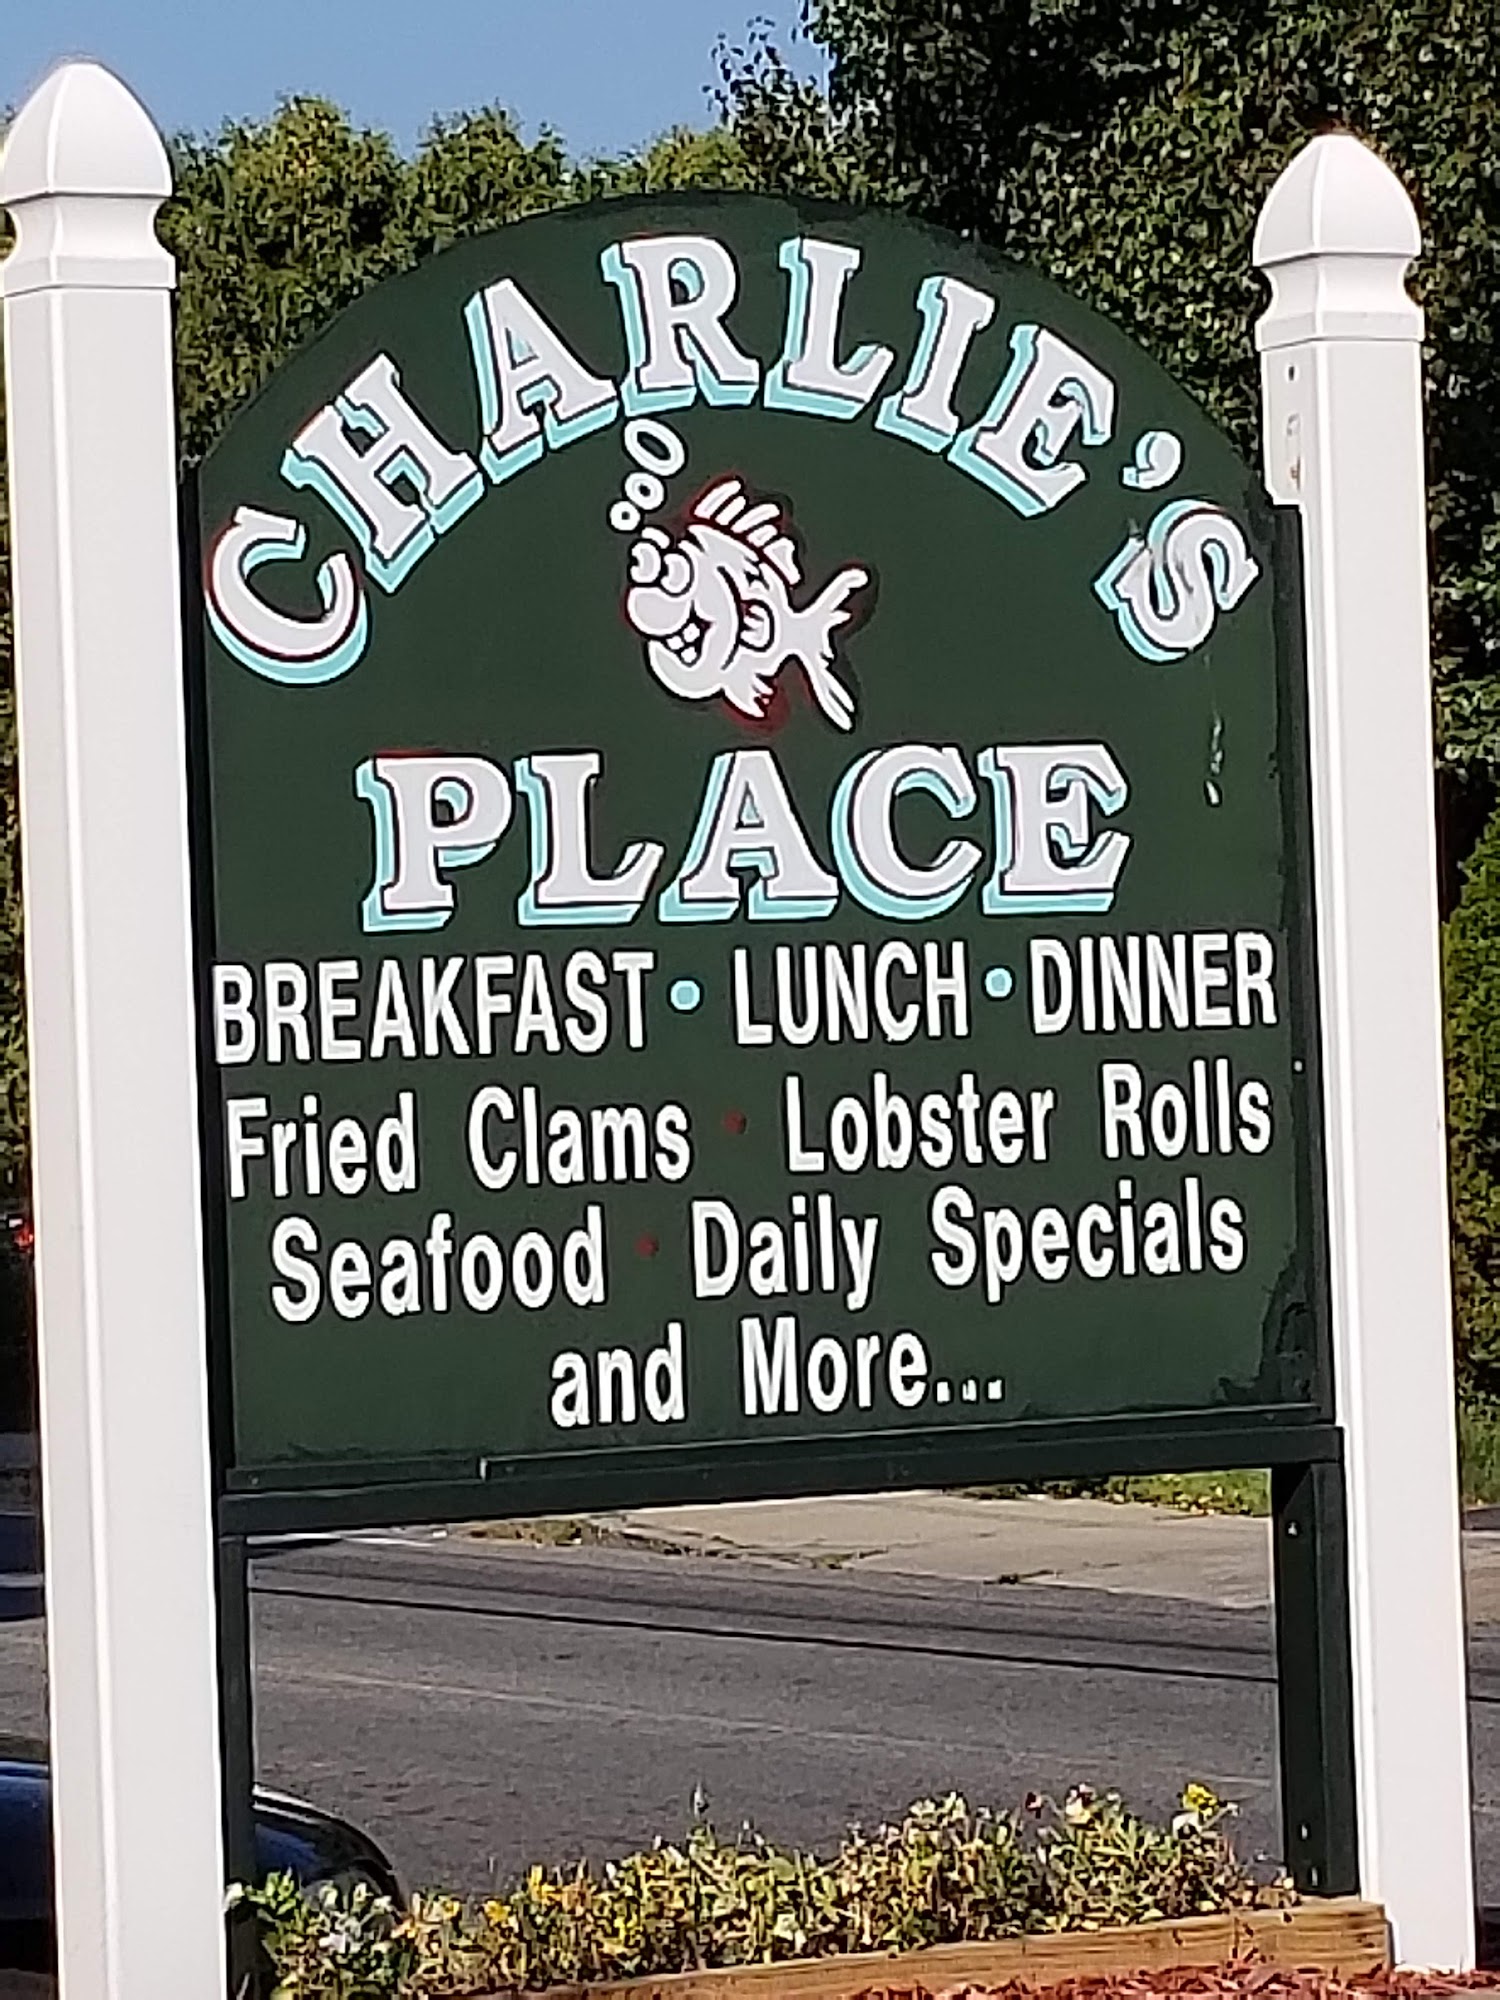 CHARLIE'S
PLACE
BREAKFAST • LUNCH • DINNER
Fried Clams • Lobster Rolls
Seafood • Daily Specials
and More...